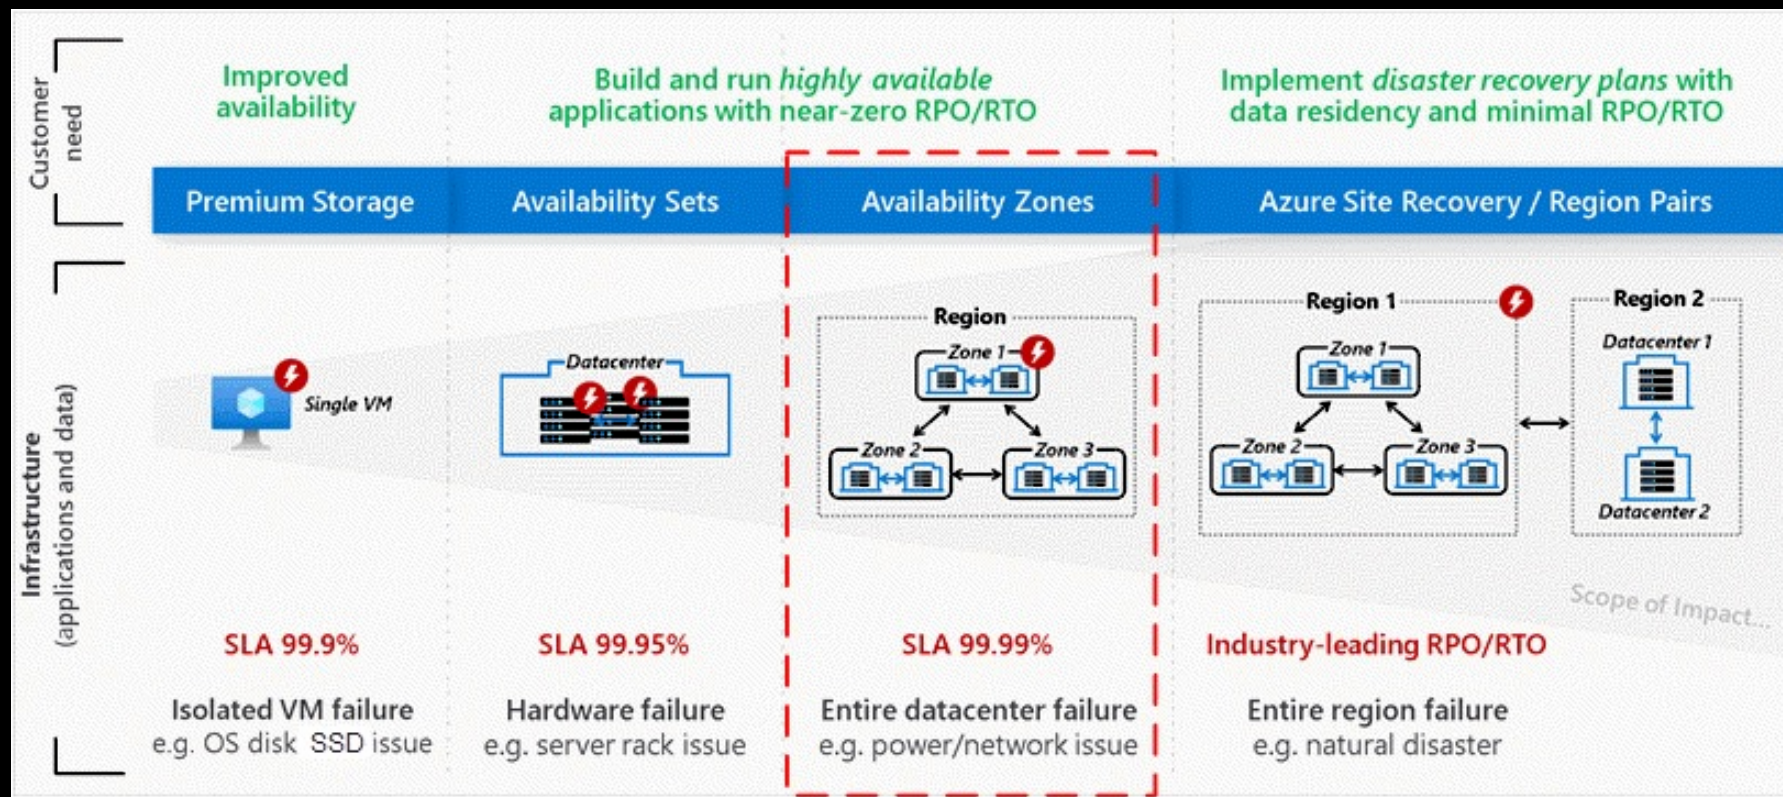 Customer
need
Improved
availability
Build and run highly available
applications with near-zero RPO/RTO
Implement disaster recovery plans with
data residency and minimal RPO/RTO
Premium Storage
Availability Sets
Availability Zones
Azure Site Recovery / Region Pairs
Infrastructure
(applications and data)
Single VM
Datacenter
Region
Zone 1
Zone 2
Zone 3
Region 1
Zone 1
Zone 2
Zone 3
Region 2
Datacenter 1
Datacenter 2
Scope of Impact...
SLA 99.9%
SLA 99.95%
SLA 99.99%
Industry-leading RPO/RTO
Isolated VM failure
e.g. OS disk SSD issue
Hardware failure
e.g. server rack issue
Entire datacenter failure
e.g. power/network issue
Entire region failure
e.g. natural disaster